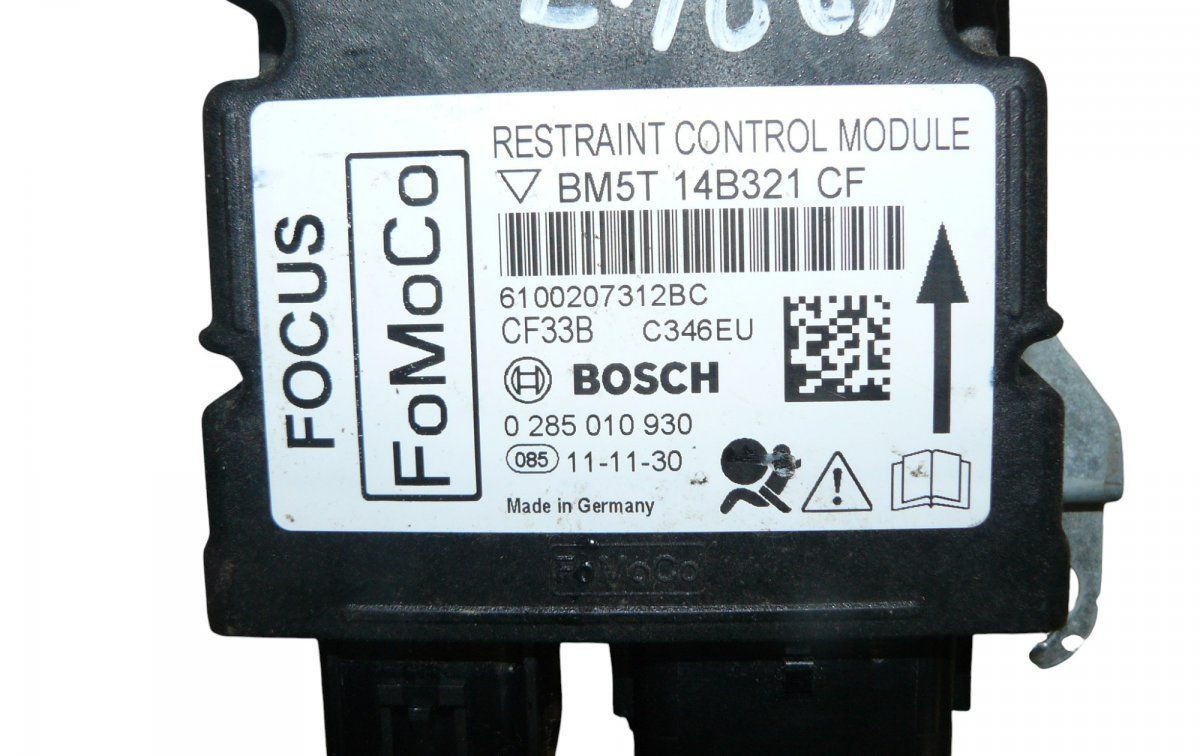 RESTRAINT CONTROL MODULE
BM5T 14B321 CF
6100207312BC
CF33B C346EU
BOSCH
0 285 010 930
085 11-11-30
Made in Germany
FOCUS
FoMoCo
FoMoCo